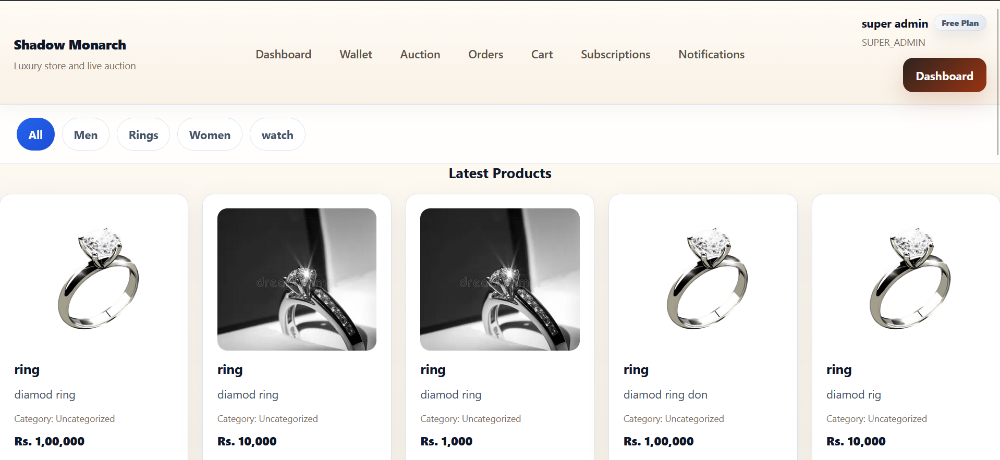 Shadow Monarch
Luxury store and live auction
Dashboard Wallet Auction Orders Cart Subscriptions Notifications
super admin Free Plan
SUPER_ADMIN
Dashboard
All Men Rings Women watch
Latest Products
ring
diamod ring
Category: Uncategorized
Rs. 1,00,000
ring
diamod ring
Category: Uncategorized
Rs. 10,000
ring
diamod ring
Category: Uncategorized
Rs. 1,000
ring
diamod ring don
Category: Uncategorized
Rs. 1,00,000
ring
diamod rig
Category: Uncategorized
Rs. 10,000